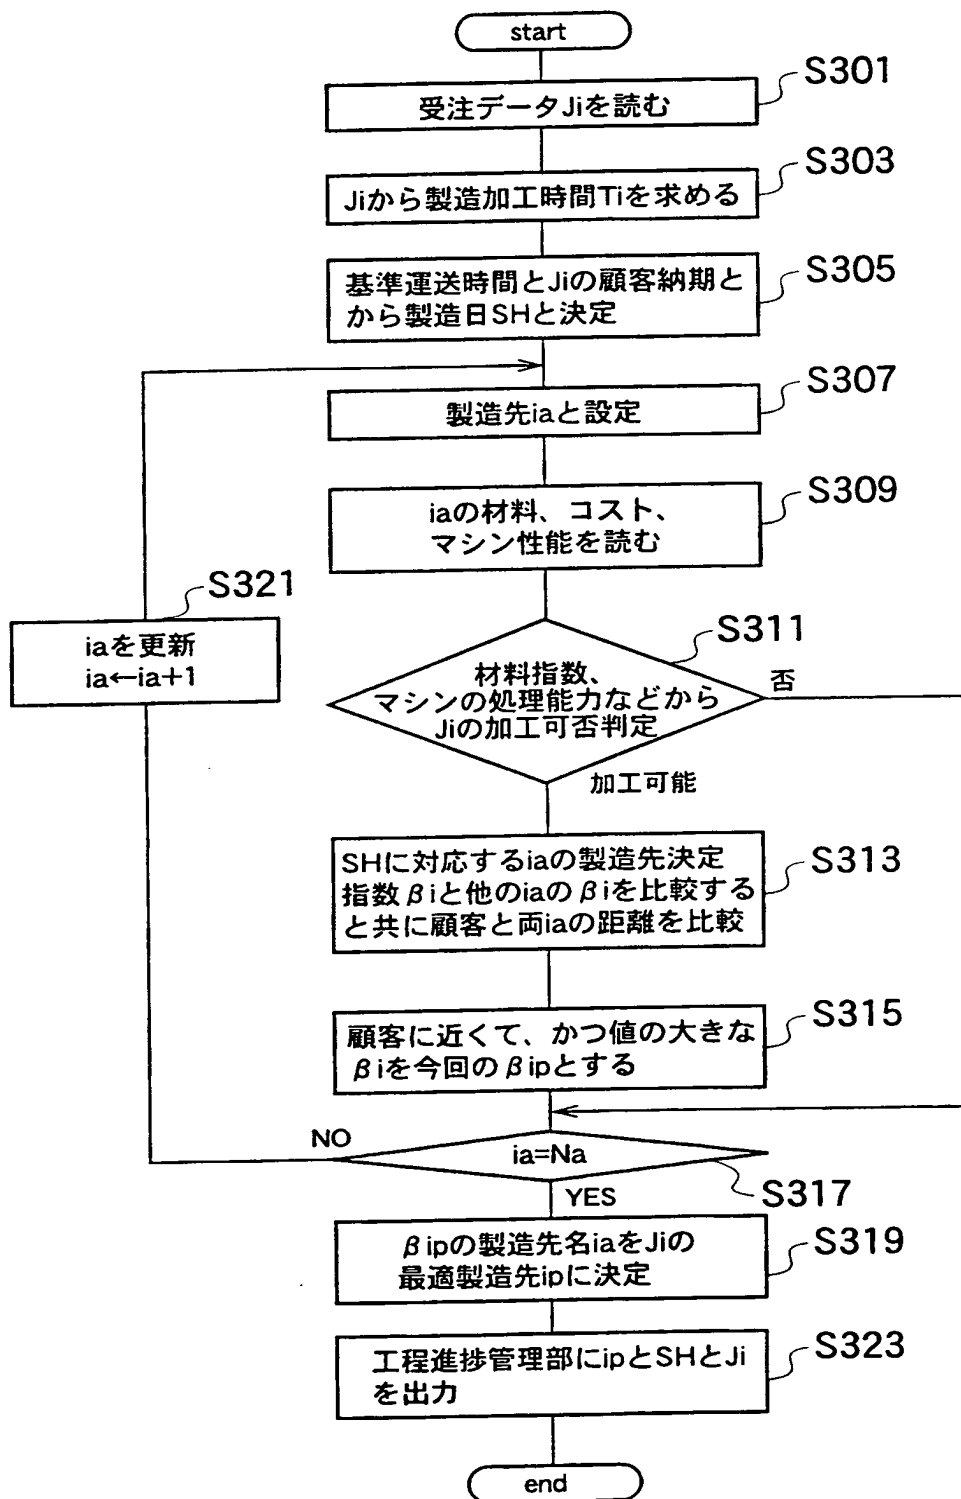 start
S301
受注データJiを読む
S303
Jiから製造加工時間Tiを求める
S305
基準運送時間とJiの顧客納期と
から製造日SHと決定
S307
製造先iaと設定
S309
iaの材料、コスト、
マシン性能を読む
S321
iaを更新
ia←ia+1
S311
材料指数、
マシンの処理能力などから
Jiの加工可否判定
否
加工可能
S313
SHに対応するiaの製造先決定
指数βiと他のiaのβiを比較する
と共に顧客と両iaの距離を比較
S315
顧客に近くて、かつ値の大きな
βiを今回のβipとする
NO
ia=Na
S317
YES
S319
βipの製造先名iaをJiの
最適製造先ipに決定
S323
工程進捗管理部にipとSHとJi
を出力
end